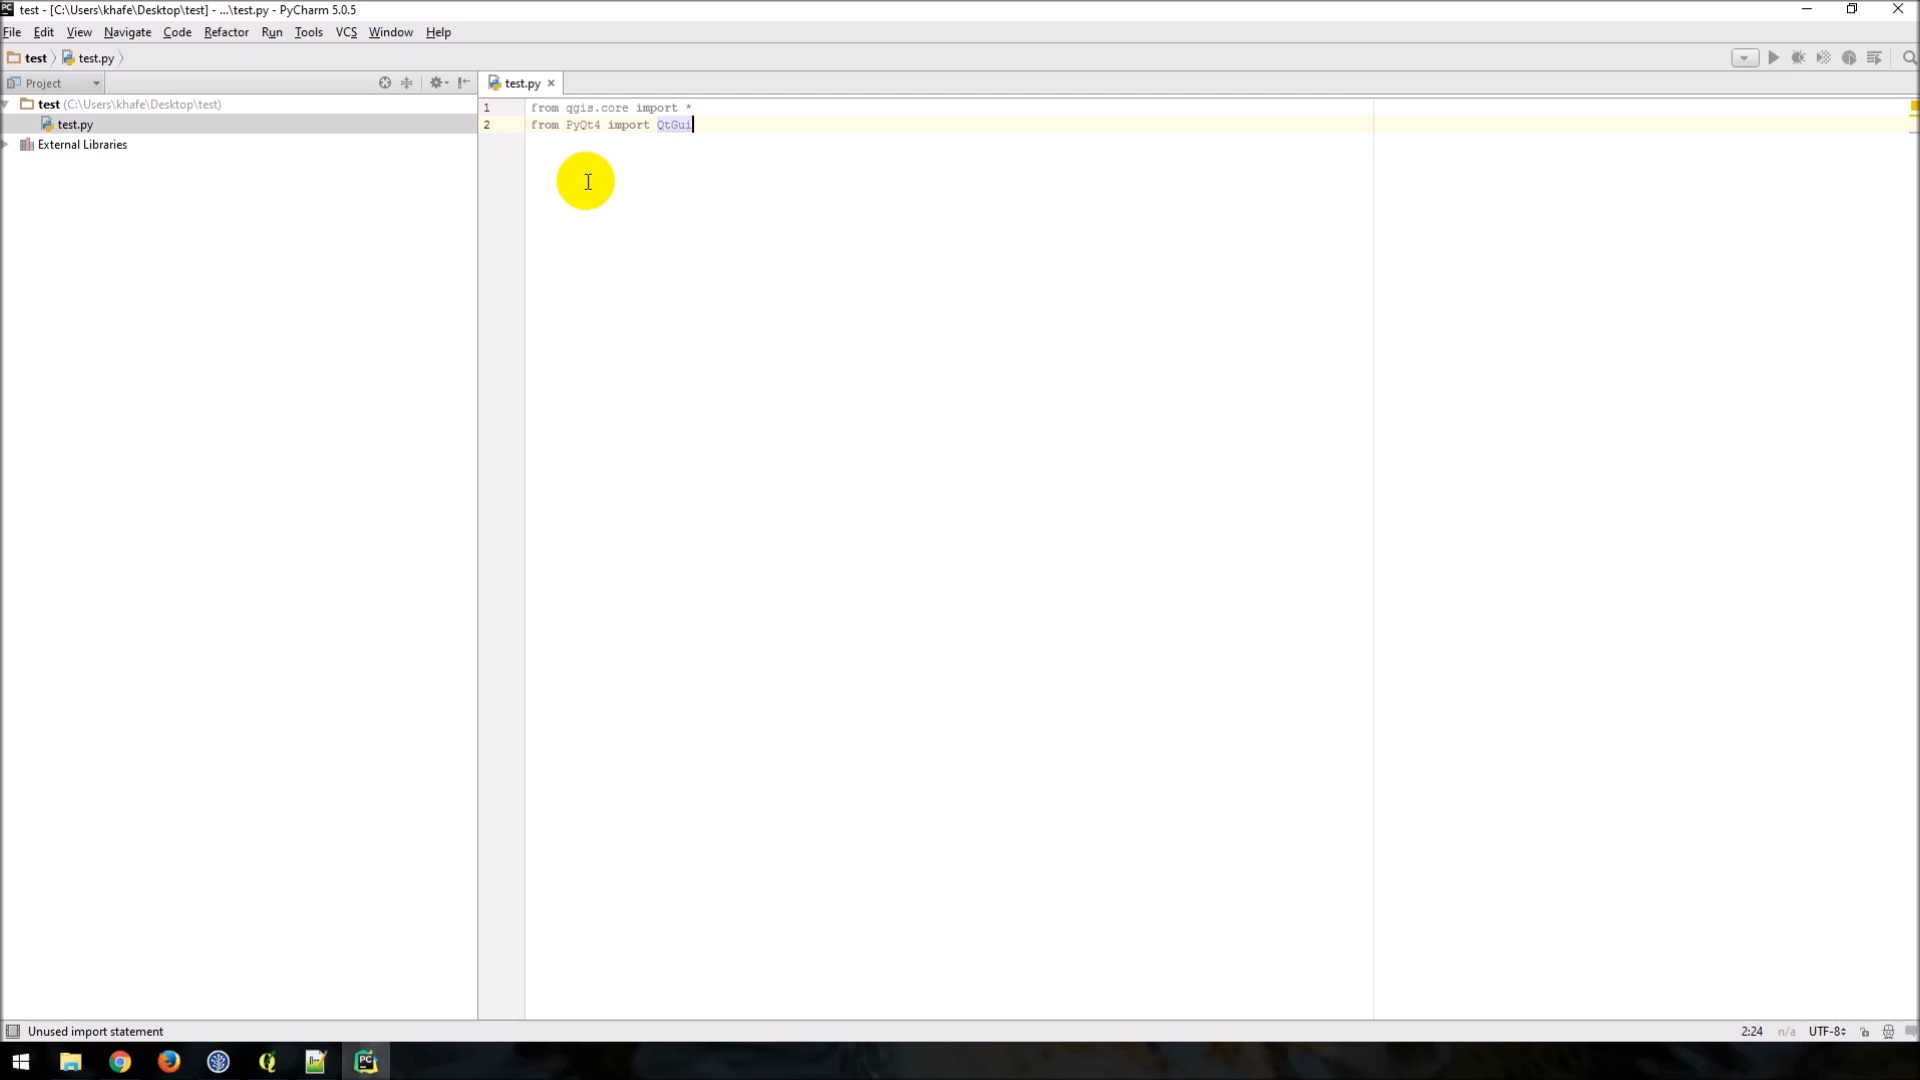 test - [C:\Users\khafe\Desktop\test] - ...\test.py - PyCharm 5.0.5
File Edit View Navigate Code Refactor Run Tools VCS Window Help
test test.py
Project
test.py
test (C:\Users\khafe\Desktop\test)
test.py
External Libraries
1 from qgis.core import *
2 from PyQt4 import QtGui
Unused import statement
2:24 n/a UTF-8